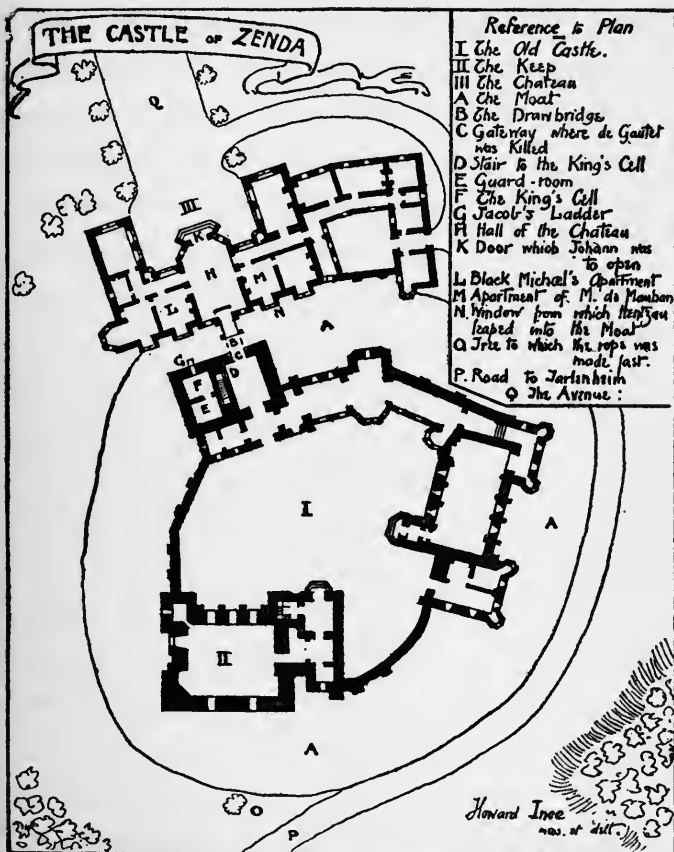 THE CASTLE OF ZENDA
Reference to Plan
I The Old Castle.
II The Keep
III The Chateau
A The Moat
B The Drawbridge
C Gateway where de Gautet
was Killed
D Stair to the King's Cell
E Guard-room
F The King's Cell
G Jacob's Ladder
H Hall of the Chateau
K Door which Johann was
to open
L Black Michael's Apartment
M Apartment of M. de Mauban
N. Window from which Hentzau
leaped into the Moat
O Tree to which the rope was
made fast.
P. Road to Tarlenheim
Q The Avenue:
Q
III
K
H
M
L
N
A
B
C
G
D
F
E
I
A
II
A
O
P
Howard Ince